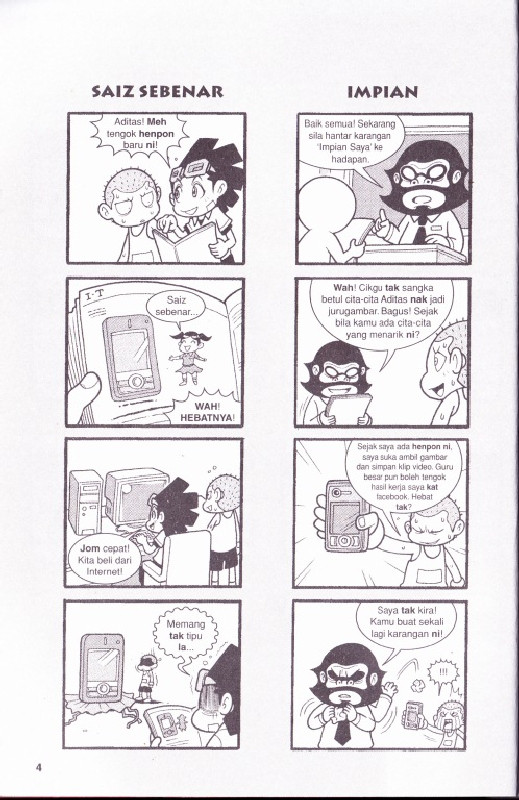 SAIZ SEBENAR
Aditas! Meh
tengok henpon
baru ni!
I-T
Saiz
sebenar...
WAH!
HEBATNYA!
Jom cepat!
Kita beli dari
Internet!
Memang
tak tipu
la...
IMPIAN
Baik semua! Sekarang
sila hantar karangan
'Impian Saya' ke
hadapan.
Wah! Cikgu tak sangka
betul cita-cita Aditas naik jadi
jurugambar. Bagus! Sejak
bila kamu ada cita-cita
yang menarik ni?
Sejak saya ada henpon ni,
saya suka ambil gambar
dan simpan klip video. Guru
besar pun boleh tengok
hasil kerja saya kat
facebook. Hebat
tak?
Saya tak kira!
Kamu buat sekali
lagi karangan ni!
!!!
4